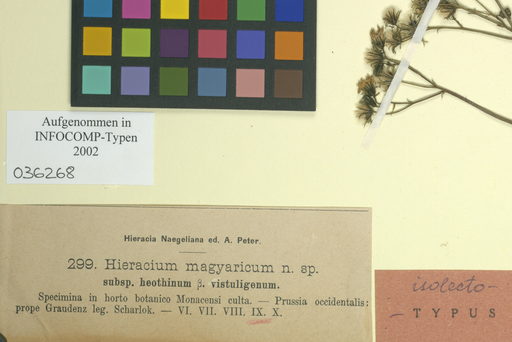 Aufgenommen in
INFOCOMP-Typen
2002
036268
Hieracia Naegeliana ed. A. Peter.
299. Hieracium magyaricum n. sp.
subsp. heothinum β. vistuligenum.
Specimina in horto botanico Monacensi culta. — Prussia occidentalis:
prope Graudenz leg. Scharlok. — VI. VII. VIII. IX. X.
isolecto-
— TYPUS